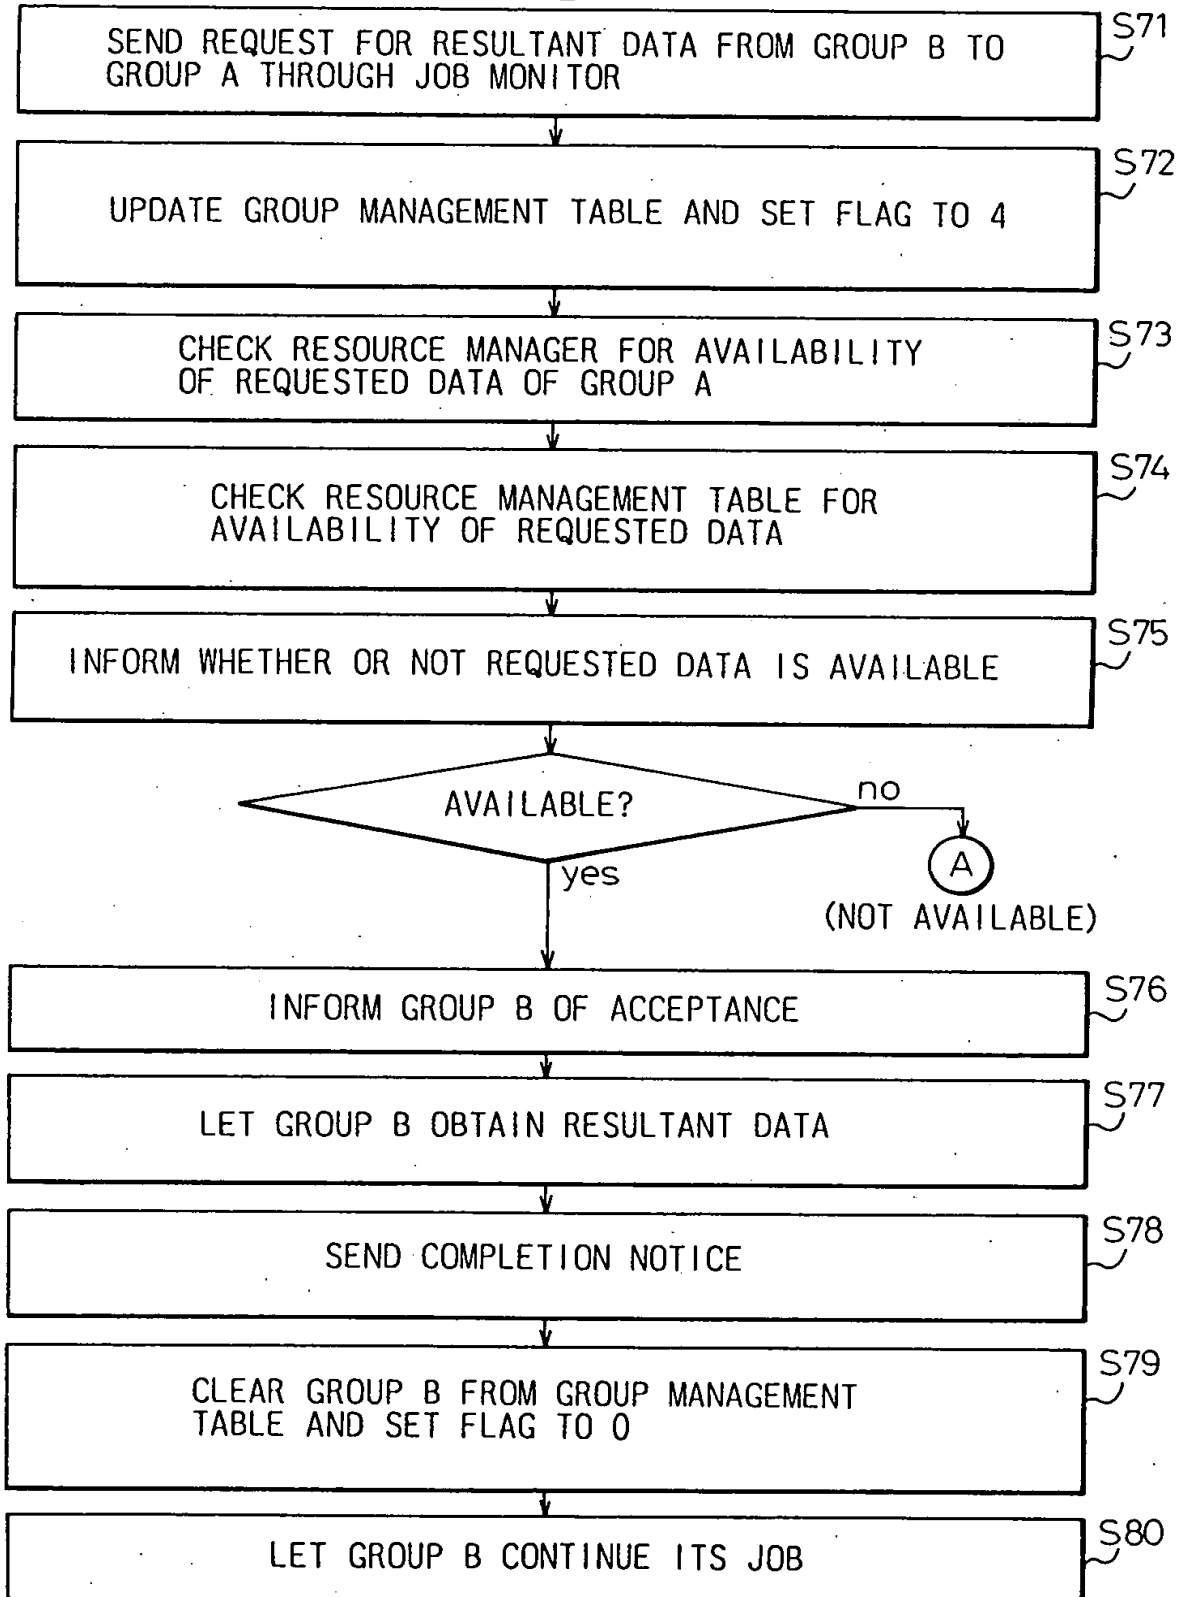 SEND REQUEST FOR RESULTANT DATA FROM GROUP B TO
GROUP A THROUGH JOB MONITOR
S71
UPDATE GROUP MANAGEMENT TABLE AND SET FLAG TO 4
S72
CHECK RESOURCE MANAGER FOR AVAILABILITY
OF REQUESTED DATA OF GROUP A
S73
CHECK RESOURCE MANAGEMENT TABLE FOR
AVAILABILITY OF REQUESTED DATA
S74
INFORM WHETHER OR NOT REQUESTED DATA IS AVAILABLE
S75
AVAILABLE?
no
A
(NOT AVAILABLE)
yes
INFORM GROUP B OF ACCEPTANCE
S76
LET GROUP B OBTAIN RESULTANT DATA
S77
SEND COMPLETION NOTICE
S78
CLEAR GROUP B FROM GROUP MANAGEMENT
TABLE AND SET FLAG TO 0
S79
LET GROUP B CONTINUE ITS JOB
S80